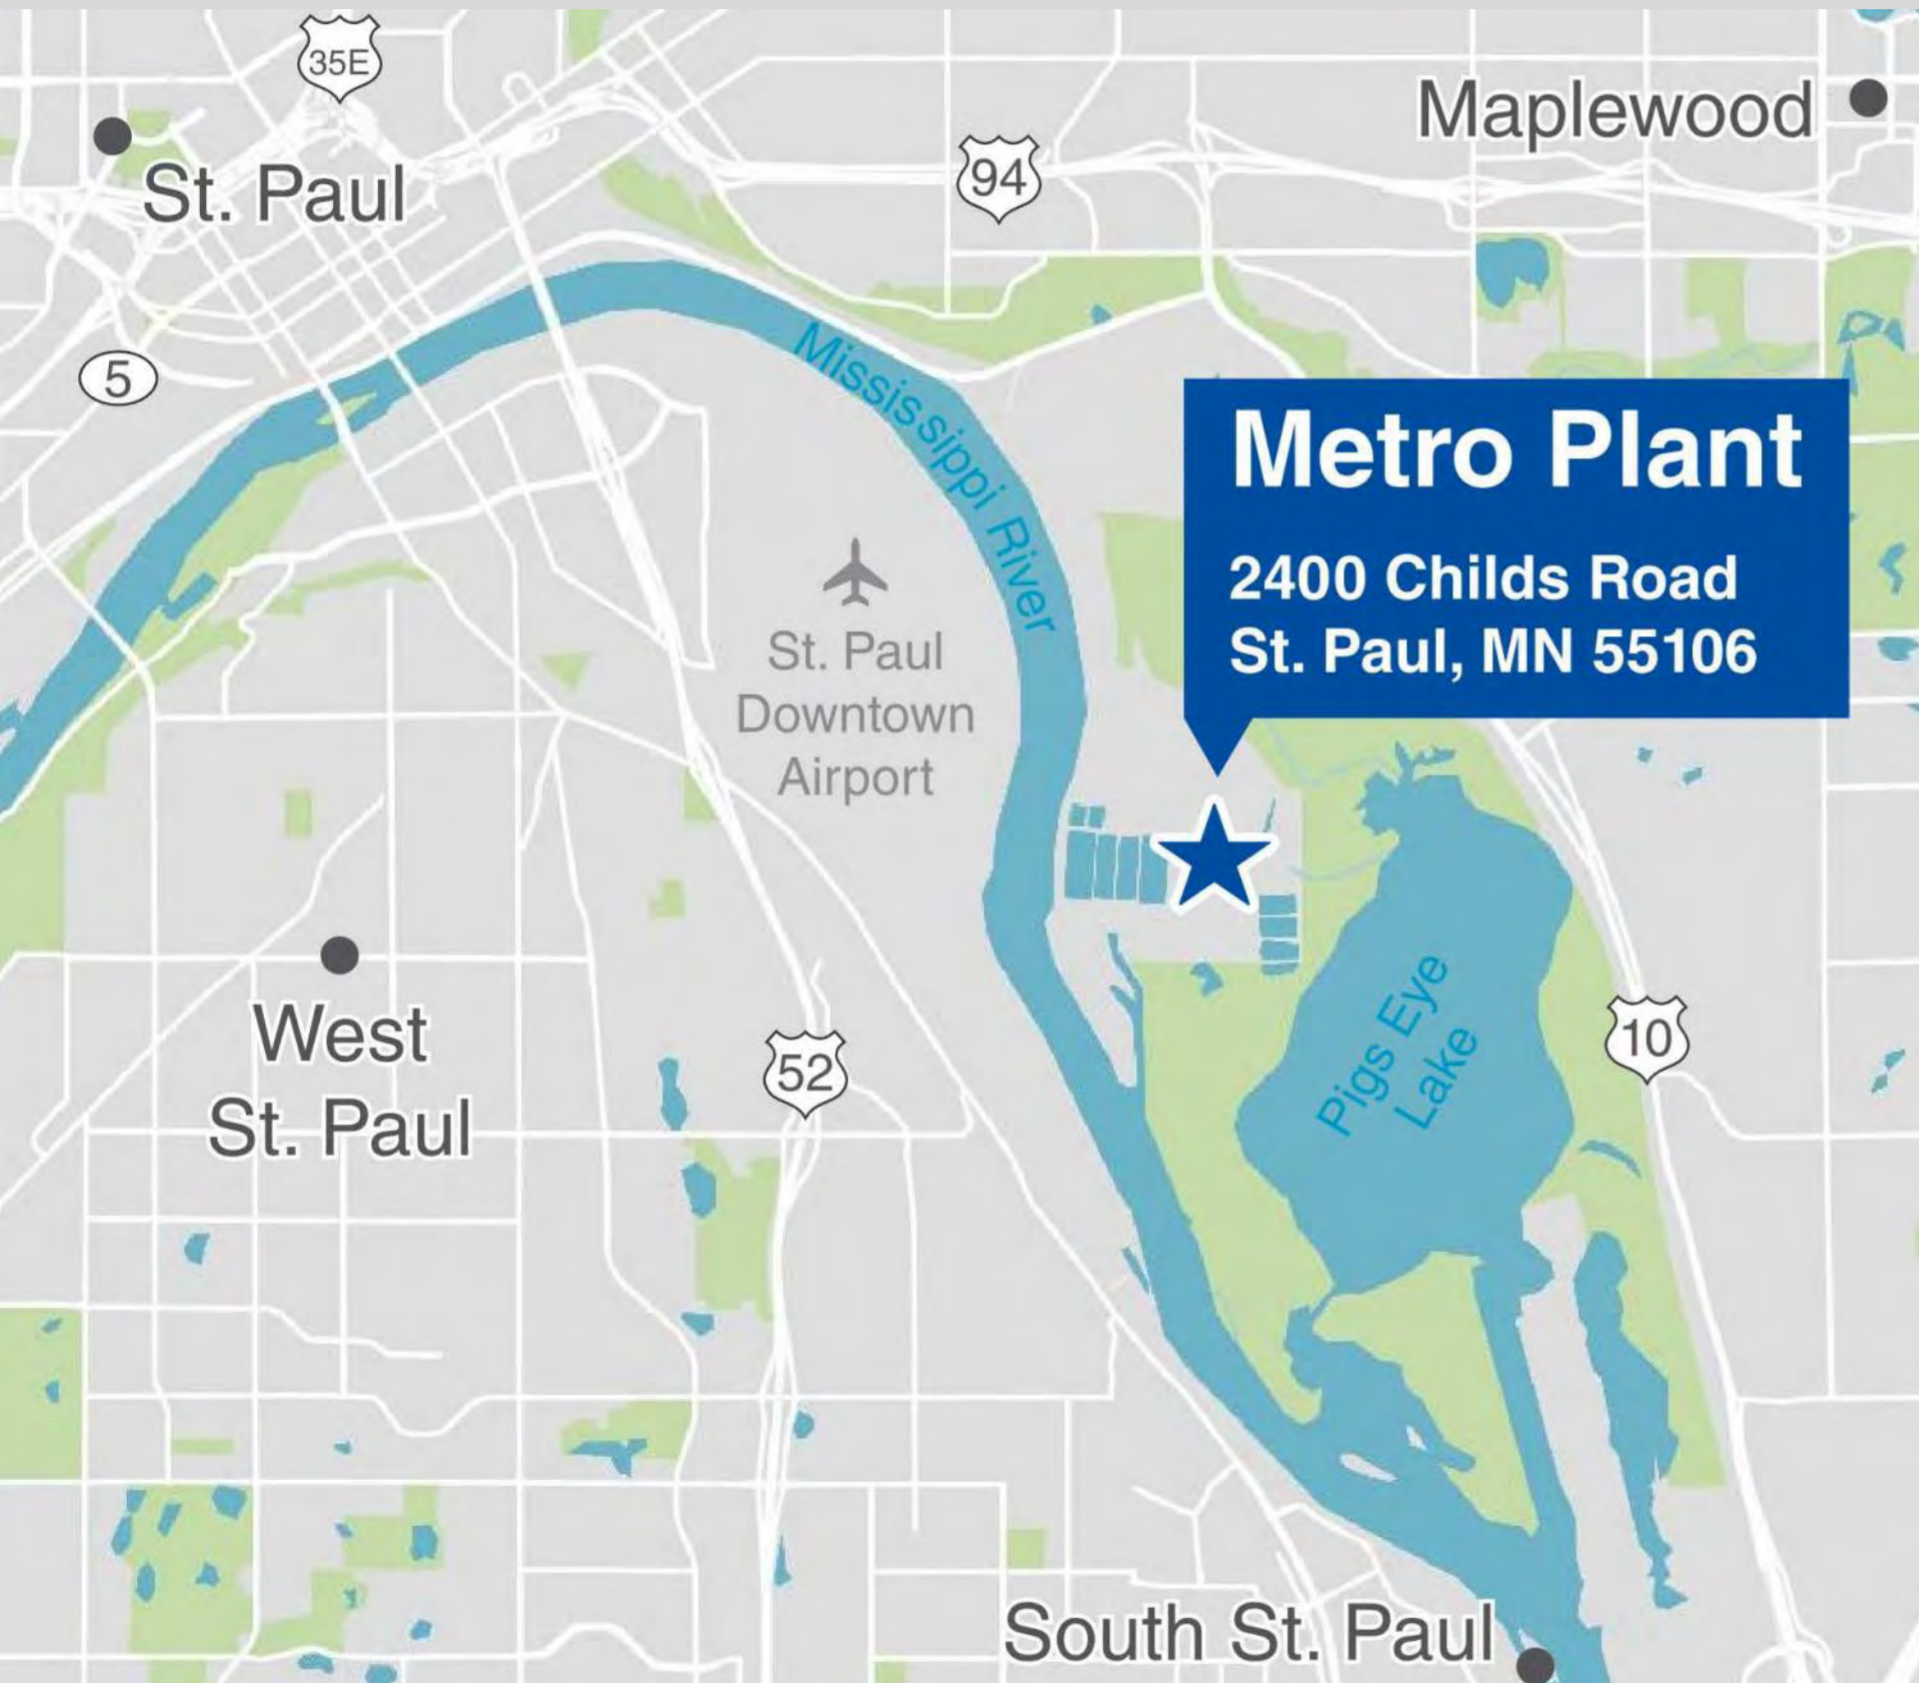 35E
Maplewood
94
St. Paul
5
Mississippi River
Metro Plant
2400 Childs Road
St. Paul, MN 55106
St. Paul
Downtown
Airport
West
St. Paul
52
Pigs Eye
Lake
10
South St. Paul